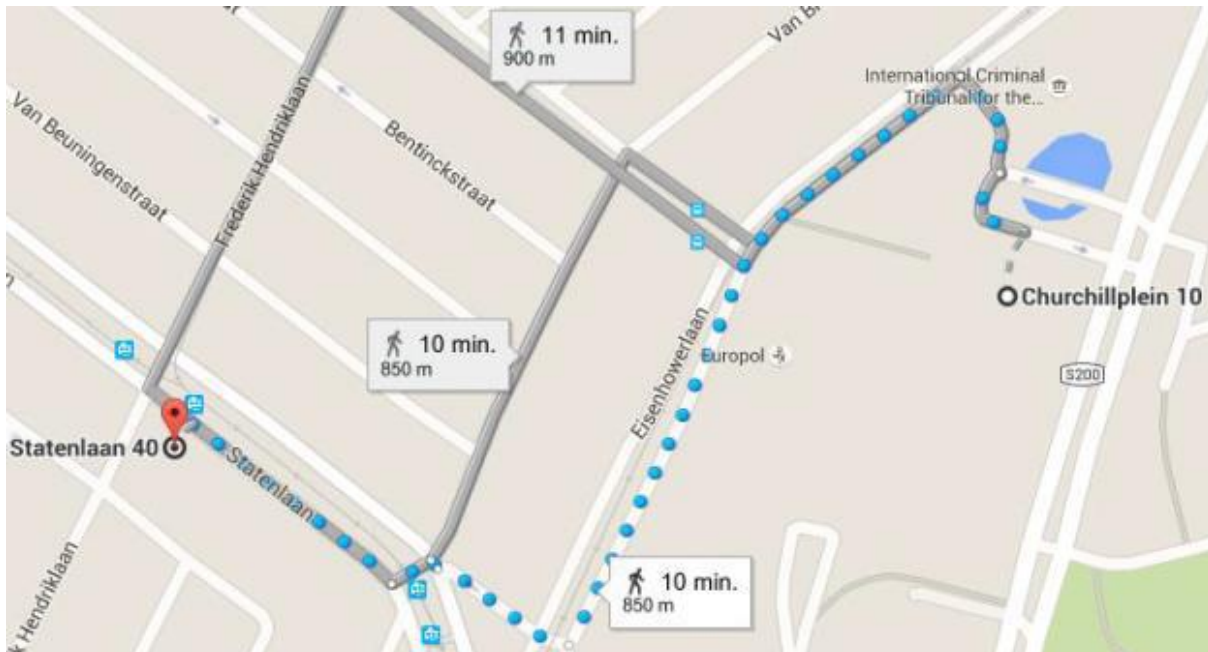 11 min.
900 m
Van B
International Criminal
Tribunal for the...
Van Beuningenstraat
Frederik Hendriklaan
Bentinckstraat
Churchillplein 10
10 min.
850 m
Eisenhowerlaan
Europol
S200
Statenlaan 40
Statenlaan
10 min.
850 m
k Hendriklaan